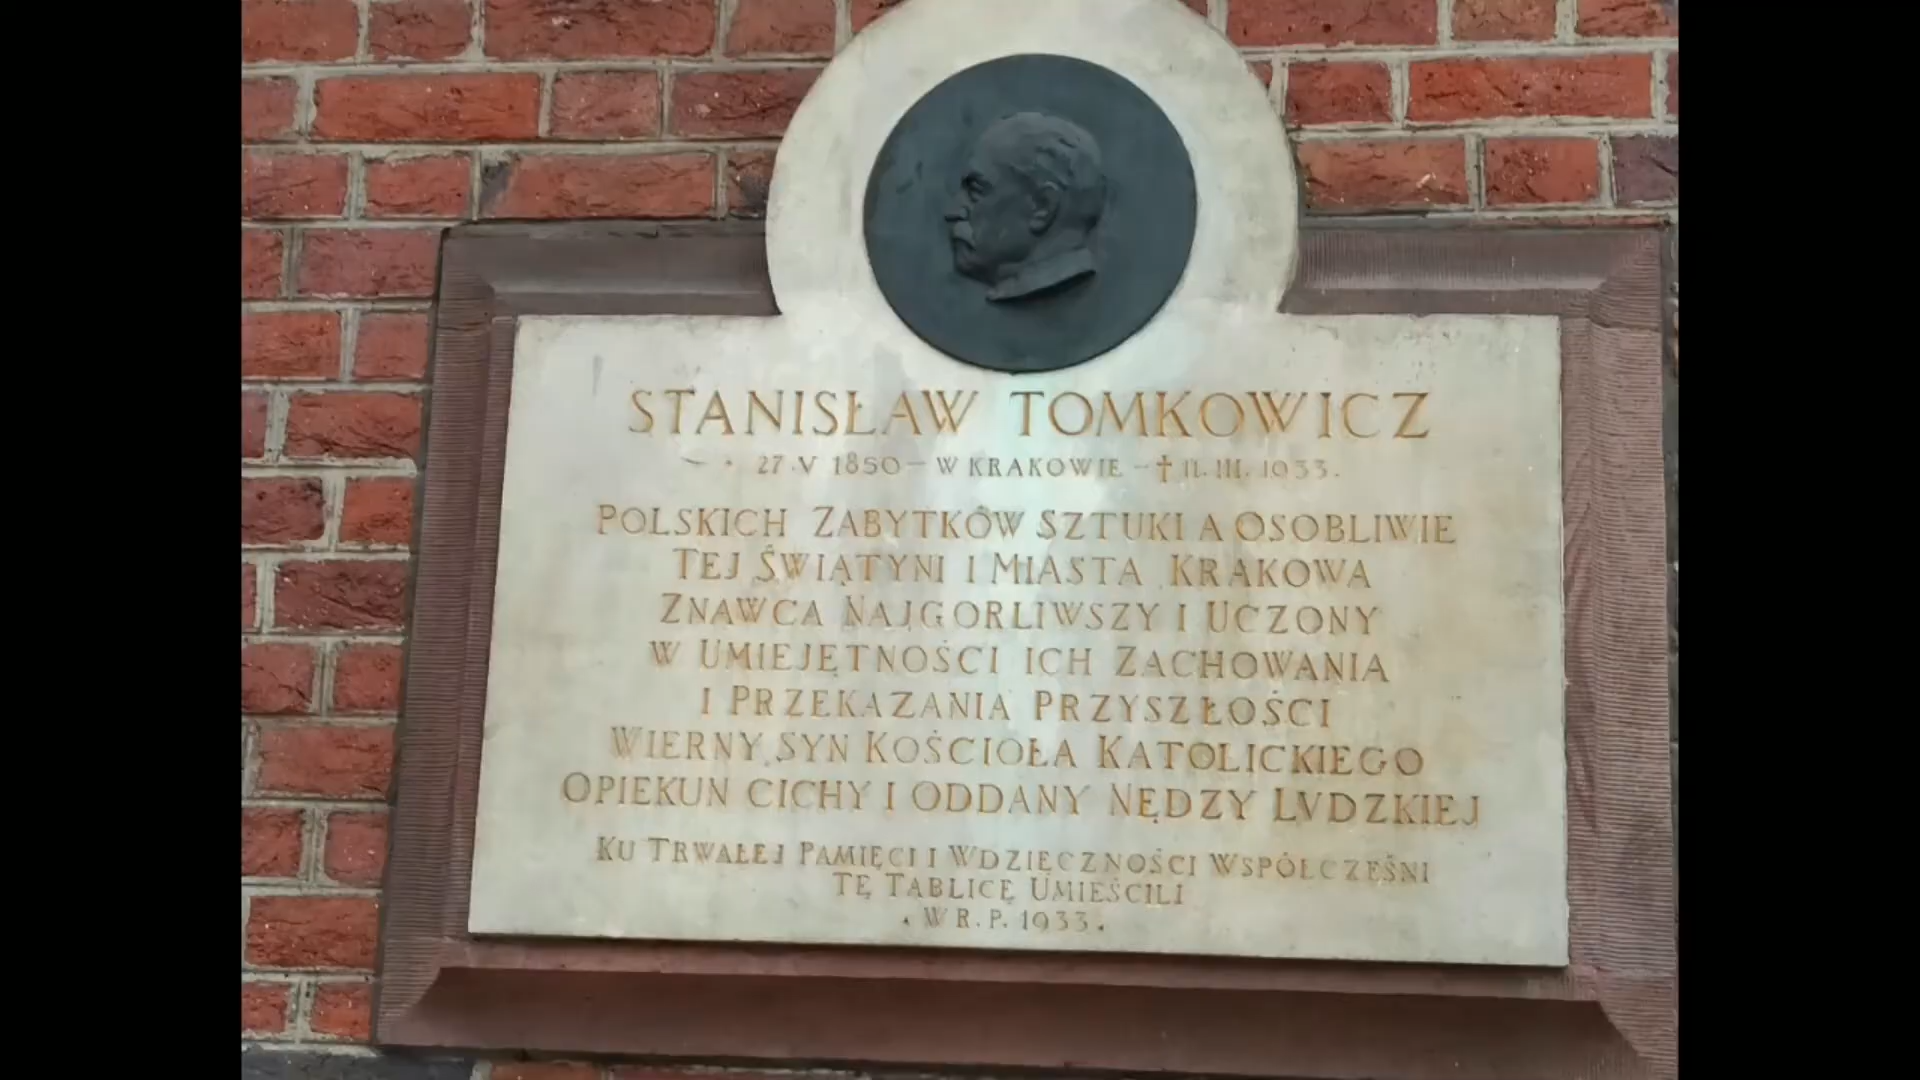 STANISŁAW TOMKOWICZ
27.V 1850 – W KRAKOWIE – † 11. III. 1933.
POLSKICH ZABYTKÓW SZTUKI A OSOBLIWIE
TEJ ŚWIĄTYNI I MIASTA KRAKOWA
ZNAWCA NAJGORLIWSZY I UCZONY
W UMIEJĘTNOŚCI ICH ZACHOWANIA
I PRZEKAZANIA PRZYSZŁOŚCI
WIERNY SYN KOŚCIOŁA KATOLICKIEGO
OPIEKUN CICHY I ODDANY NĘDZY LVDZKIEJ
KU TRWAŁEJ PAMIĘCI I WDZIĘCZNOŚCI WSPÓŁCZEŚNI
TĘ TABLICĘ UMIEŚCILI
W R. P. 1933.